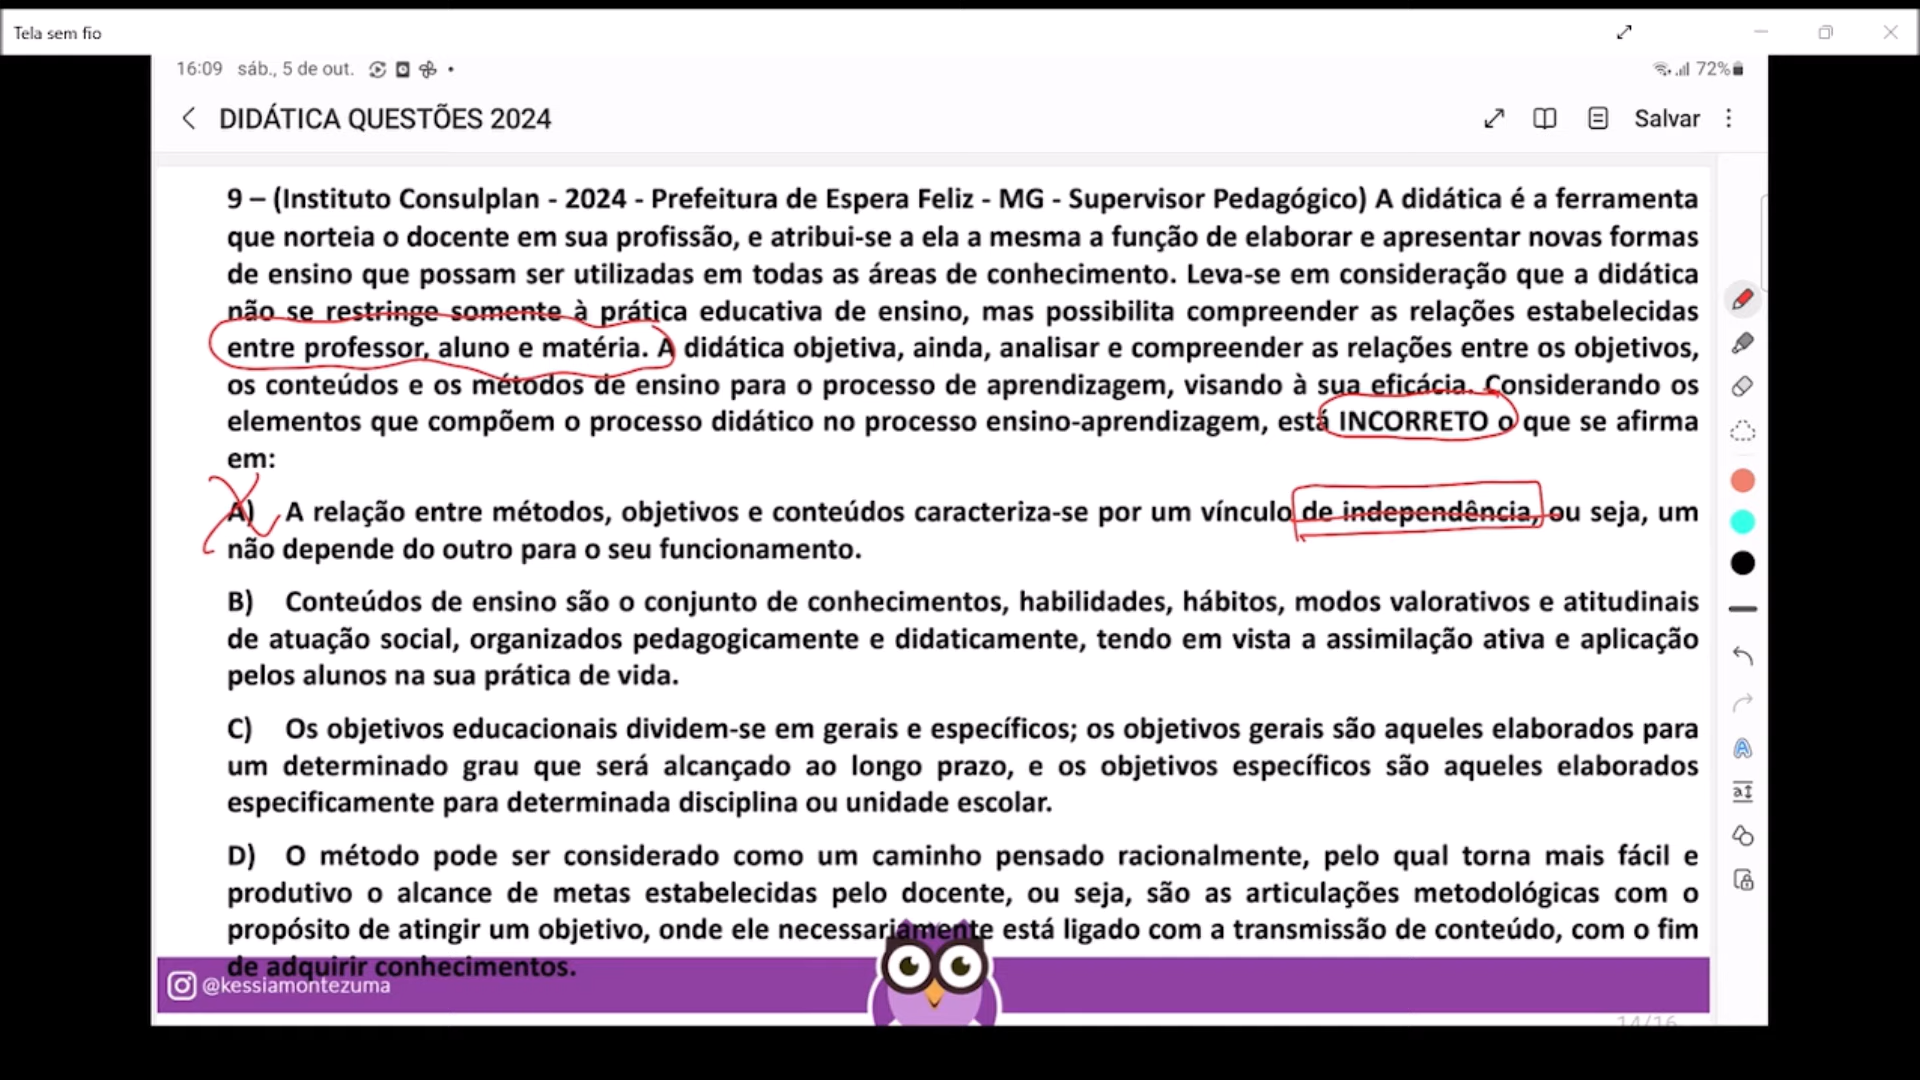 Tela sem fio
16:09 sáb., 5 de out.
72%
DIDÁTICA QUESTÕES 2024
Salvar
9 – (Instituto Consulplan - 2024 - Prefeitura de Espera Feliz - MG - Supervisor Pedagógico) A didática é a ferramenta
que norteia o docente em sua profissão, e atribui-se a ela a mesma a função de elaborar e apresentar novas formas
de ensino que possam ser utilizadas em todas as áreas de conhecimento. Leva-se em consideração que a didática
não se restringe somente à prática educativa de ensino, mas possibilita compreender as relações estabelecidas
entre professor, aluno e matéria. A didática objetiva, ainda, analisar e compreender as relações entre os objetivos,
os conteúdos e os métodos de ensino para o processo de aprendizagem, visando à sua eficácia. Considerando os
elementos que compõem o processo didático no processo ensino-aprendizagem, está INCORRETO o que se afirma
em:
A) A relação entre métodos, objetivos e conteúdos caracteriza-se por um vínculo de independência, ou seja, um
não depende do outro para o seu funcionamento.
B) Conteúdos de ensino são o conjunto de conhecimentos, habilidades, hábitos, modos valorativos e atitudinais
de atuação social, organizados pedagogicamente e didaticamente, tendo em vista a assimilação ativa e aplicação
pelos alunos na sua prática de vida.
C) Os objetivos educacionais dividem-se em gerais e específicos; os objetivos gerais são aqueles elaborados para
um determinado grau que será alcançado ao longo prazo, e os objetivos específicos são aqueles elaborados
especificamente para determinada disciplina ou unidade escolar.
D) O método pode ser considerado como um caminho pensado racionalmente, pelo qual torna mais fácil e
produtivo o alcance de metas estabelecidas pelo docente, ou seja, são as articulações metodológicas com o
propósito de atingir um objetivo, onde ele necessariamente está ligado com a transmissão de conteúdo, com o fim
de adquirir conhecimentos.
@kessiamontezuma
14/16